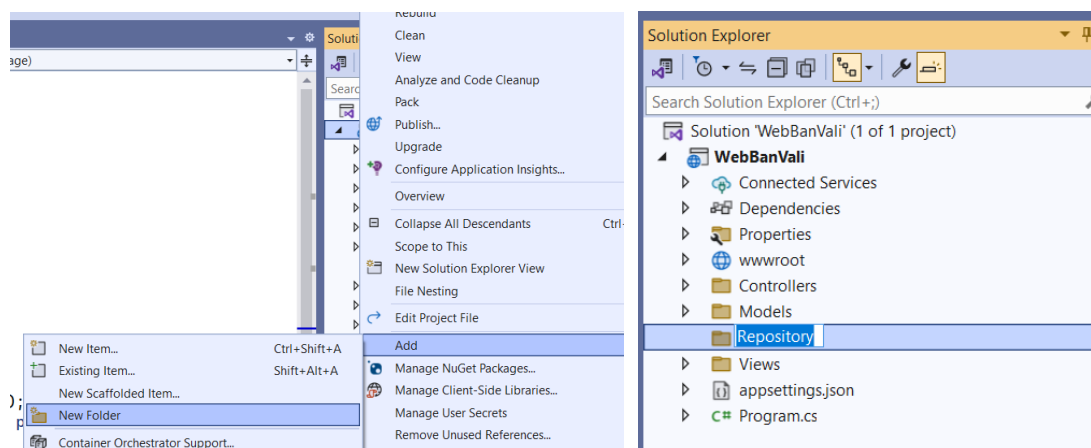 age)
);
p
Soluti
Searc
Rebuild
Clean
View
Analyze and Code Cleanup
Pack
Publish...
Upgrade
Configure Application Insights...
Overview
Collapse All Descendants Ctrl-
Scope to This
New Solution Explorer View
File Nesting
Edit Project File
Add
Manage NuGet Packages...
Manage Client-Side Libraries...
Manage User Secrets
Remove Unused References...
New Item... Ctrl+Shift+A
Existing Item... Shift+Alt+A
New Scaffolded Item...
New Folder
Container Orchestrator Support...
Solution Explorer
Search Solution Explorer (Ctrl+;)
Solution 'WebBanVali' (1 of 1 project)
WebBanVali
Connected Services
Dependencies
Properties
wwwroot
Controllers
Models
Repository
Views
appsettings.json
C# Program.cs